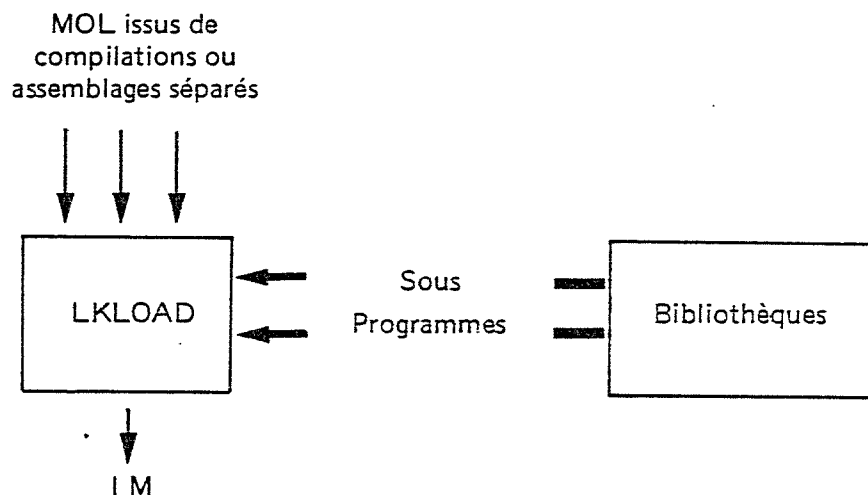 MOL issus de
compilations ou
assemblages séparés
LKLOAD
Sous
Programmes
Bibliothèques
LM